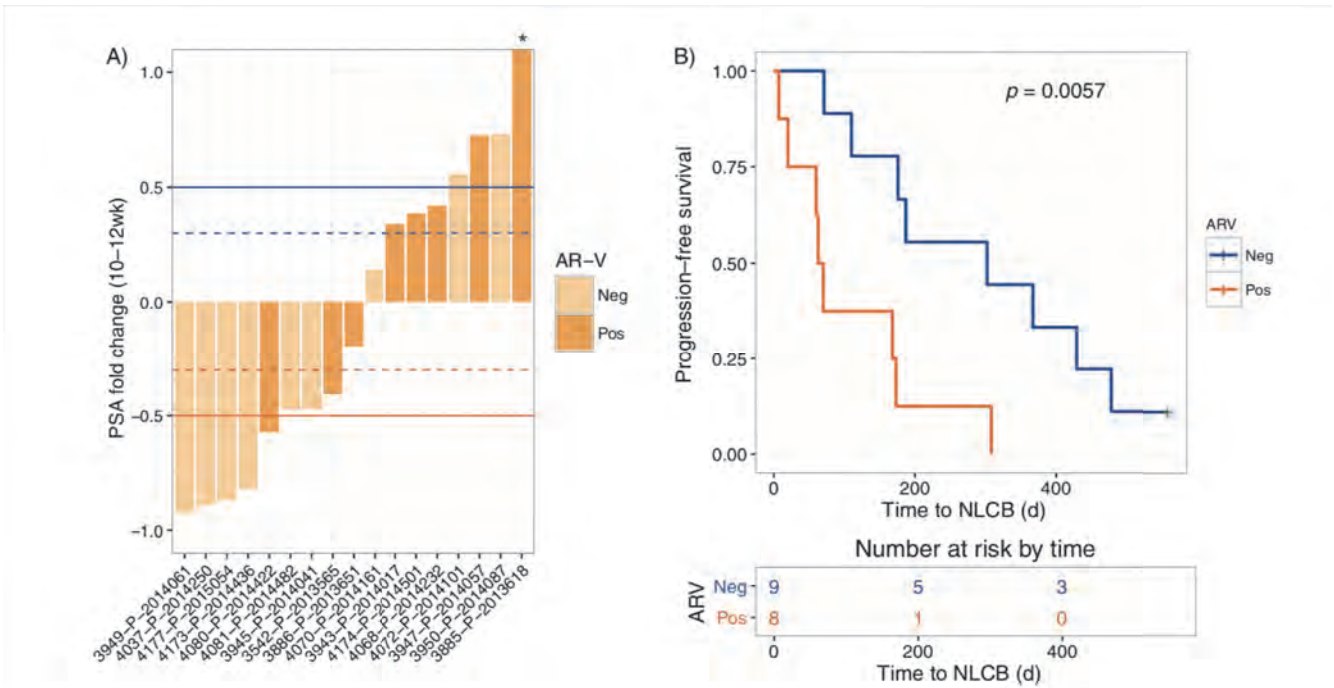 A)
*
1.0
0.5
0.0
−0.5
−1.0
PSA fold change (10−12wk)
3949−P−2014061
4037−P−2014250
4177−P−2015054
4173−P−2014436
4080−P−2014422
4081−P−2014482
3945−P−2014041
3542−P−2013565
3886−P−2013651
4070−P−2014161
3943−P−2014017
4174−P−2014501
4068−P−2014232
4072−P−2014101
3947−P−2014057
3950−P−2014087
3885−P−2013618
AR−V
Neg
Pos
B)
p = 0.0057
1.00
0.75
0.50
0.25
0.00
Progression−free survival
0 200 400
Time to NLCB (d)
ARV
Neg
Pos
Number at risk by time
ARV
Neg 9 5 3
Pos 8 1 0
0 200 400
Time to NLCB (d)